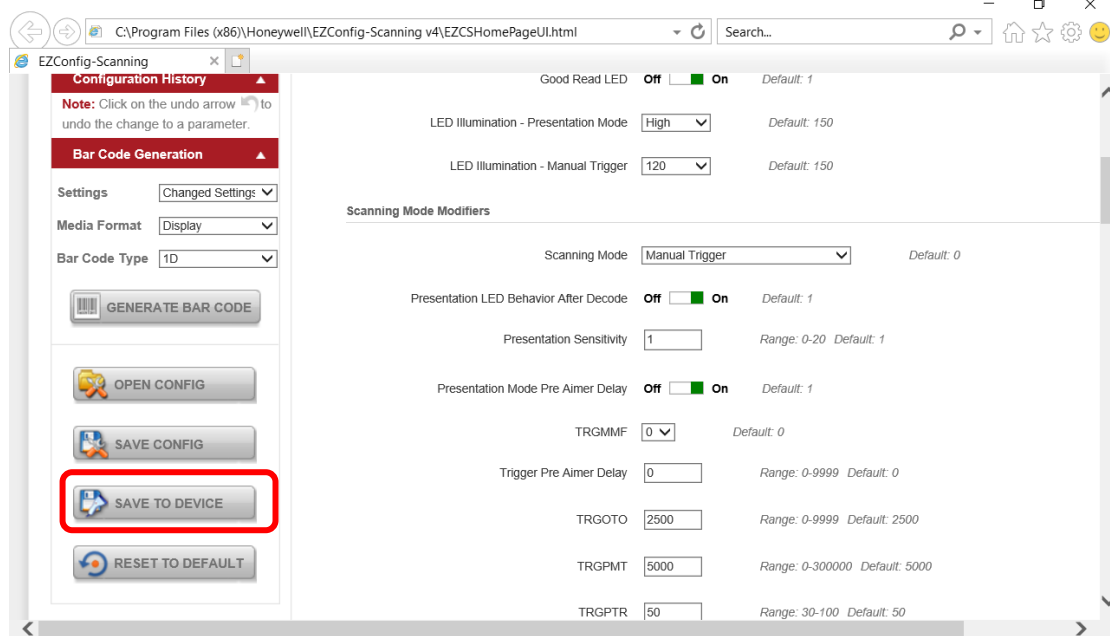 C:\Program Files (x86)\Honeywell\EZConfig-Scanning v4\EZCSHomePageUI.html
Search...
EZConfig-Scanning
Configuration History
Note: Click on the undo arrow to
undo the change to a parameter.
Bar Code Generation
Settings Changed Settings
Media Format Display
Bar Code Type 1D
GENERATE BAR CODE
OPEN CONFIG
SAVE CONFIG
SAVE TO DEVICE
RESET TO DEFAULT
Good Read LED Off On Default: 1
LED Illumination - Presentation Mode High Default: 150
LED Illumination - Manual Trigger 120 Default: 150
Scanning Mode Modifiers
Scanning Mode Manual Trigger Default: 0
Presentation LED Behavior After Decode Off On Default: 1
Presentation Sensitivity 1 Range: 0-20 Default: 1
Presentation Mode Pre Aimer Delay Off On Default: 1
TRGMMF 0 Default: 0
Trigger Pre Aimer Delay 0 Range: 0-9999 Default: 0
TRGOTO 2500 Range: 0-9999 Default: 2500
TRGPMT 5000 Range: 0-300000 Default: 5000
TRGPTR 50 Range: 30-100 Default: 50